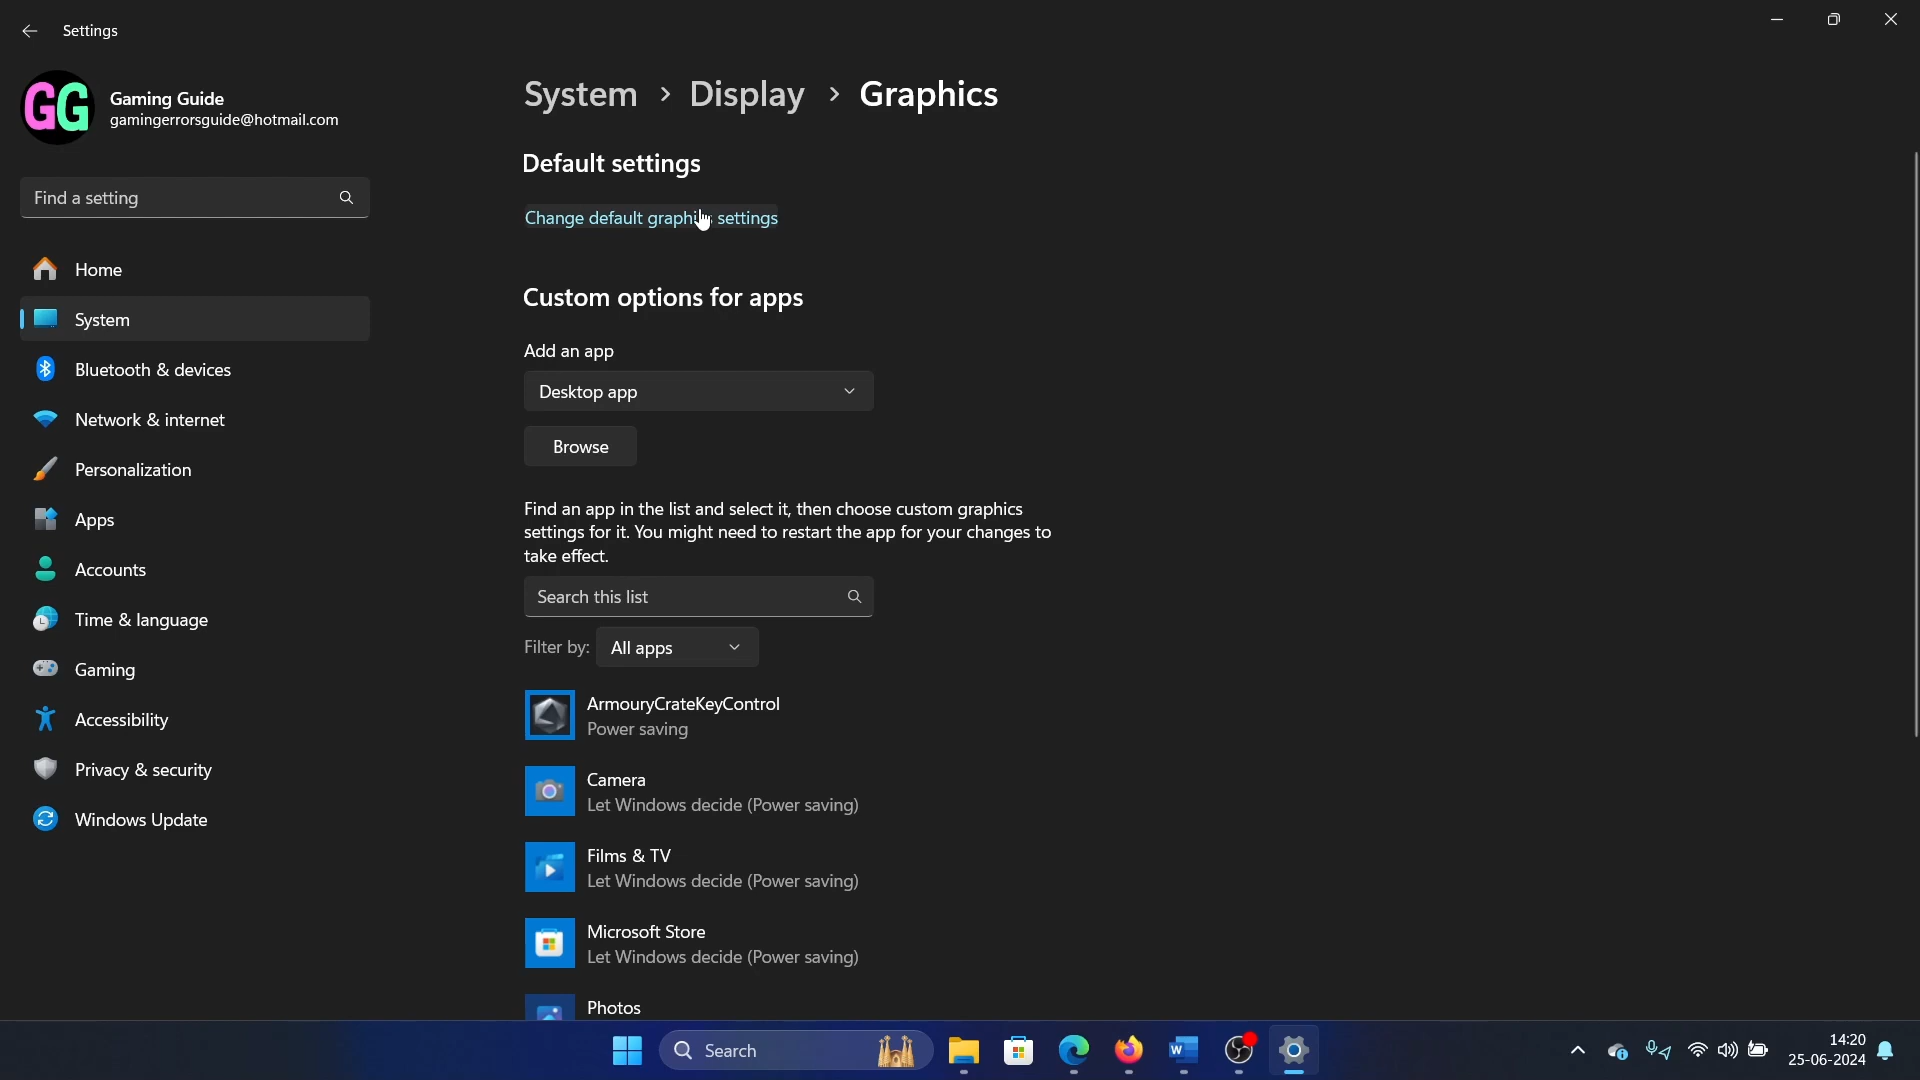 Settings
GG
Gaming Guide
gamingerrorsguide@hotmail.com
Find a setting
Home
System
Bluetooth & devices
Network & internet
Personalization
Apps
Accounts
Time & language
Gaming
Accessibility
Privacy & security
Windows Update
System > Display > Graphics
Default settings
Change default graphics settings
Custom options for apps
Add an app
Desktop app
Browse
Find an app in the list and select it, then choose custom graphics
settings for it. You might need to restart the app for your changes to
take effect.
Search this list
Filter by: All apps
ArmouryCrateKeyControl
Power saving
Camera
Let Windows decide (Power saving)
Films & TV
Let Windows decide (Power saving)
Microsoft Store
Let Windows decide (Power saving)
Photos
Search
14:20
25-06-2024